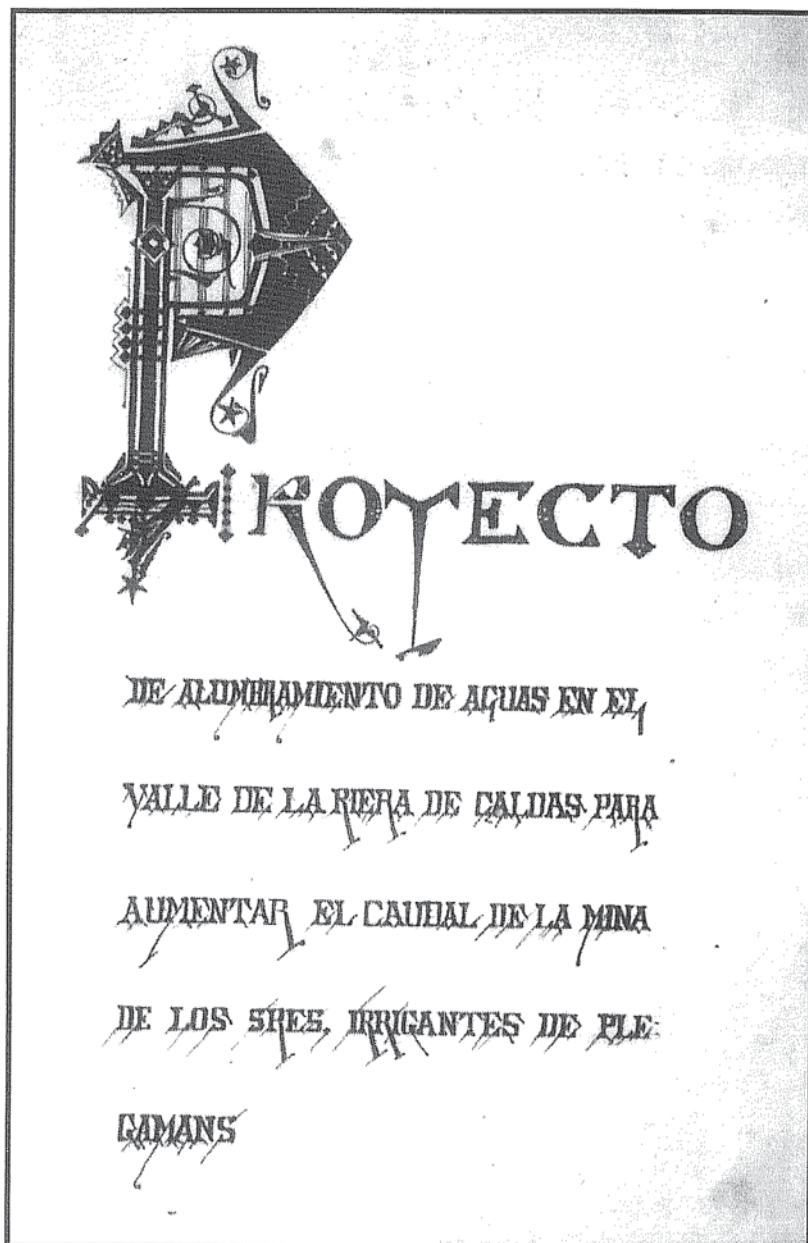 PROYECTO
DE ALUMBRAMIENTO DE AGUAS EN EL
VALLE DE LA RIERA DE CALDAS PARA
AUMENTAR EL CAUDAL DE LA MINA
DE LOS SRES. IRRIGANTES DE PLE-
GAMANS